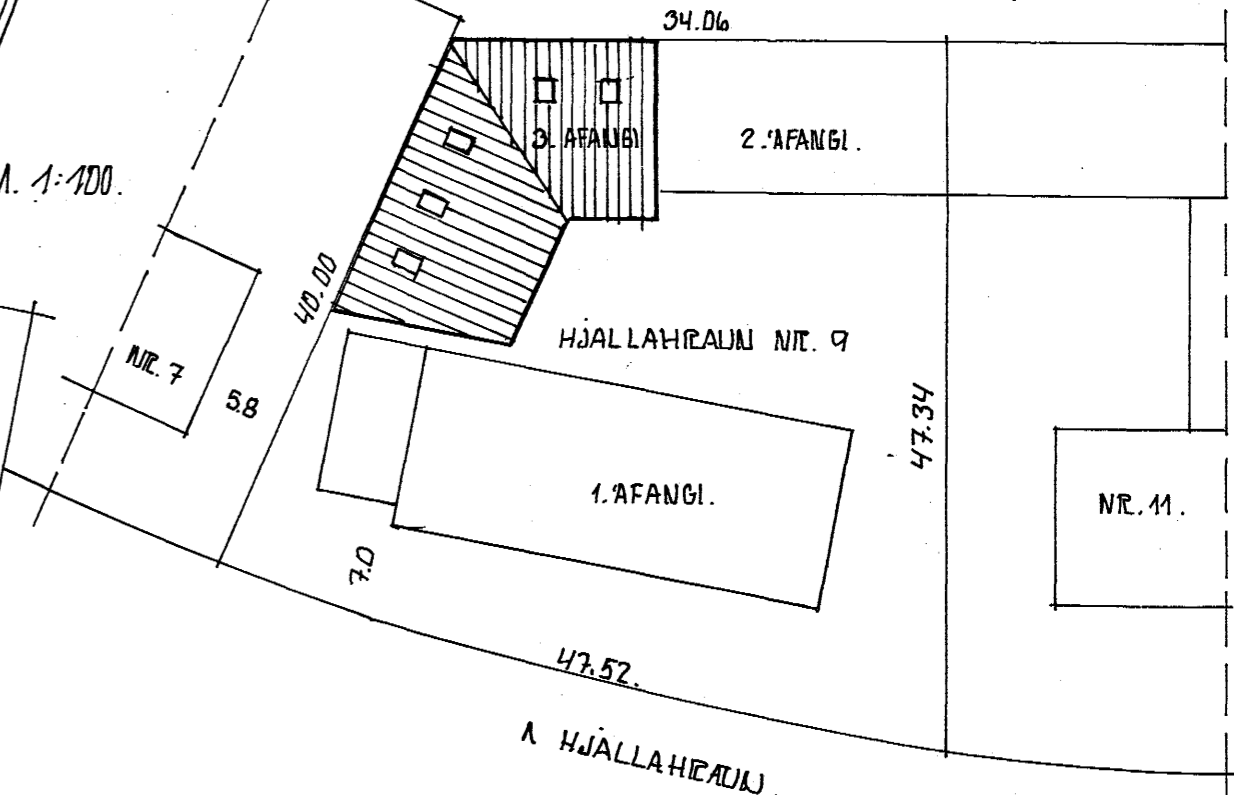 34.06
3. ÁFANGI
2. ÁFANGI.
1:100.
40.00
HJALLAHRAUN NR. 9
NR. 7
5.8
47.34
1. ÁFANGI.
NR. 11.
7.0
47.52.
HJALLAHRAUN